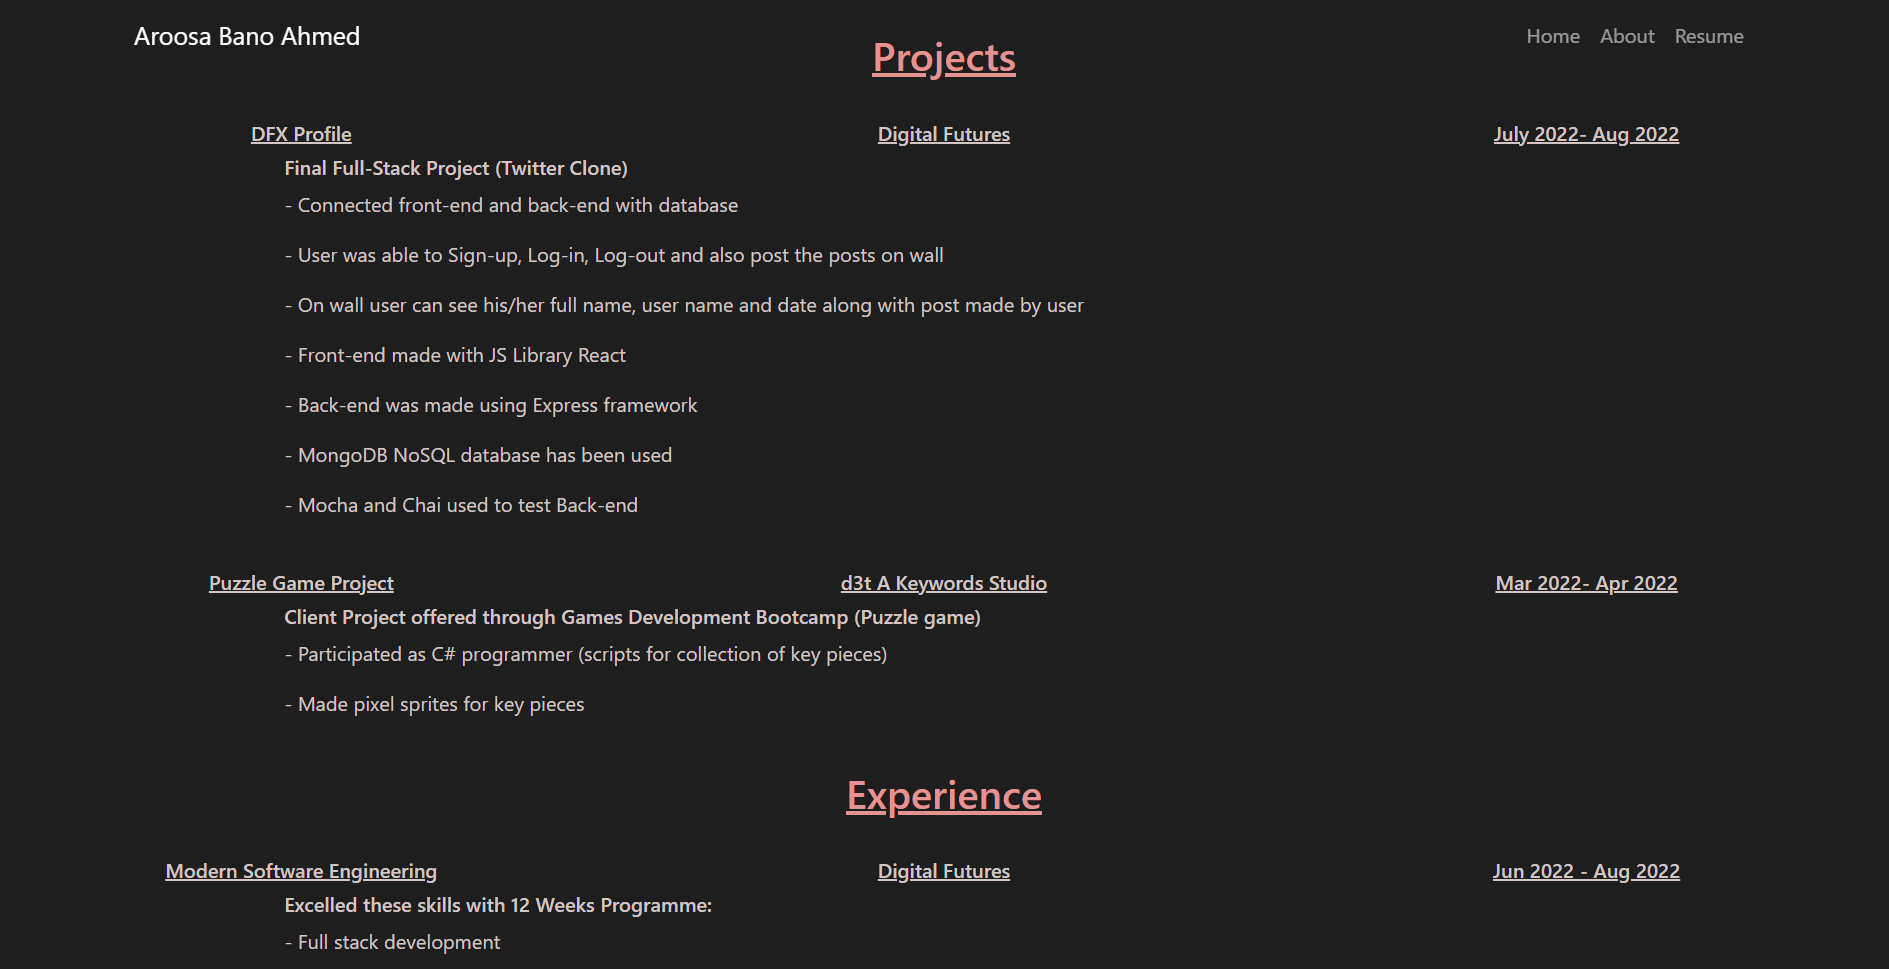 Aroosa Bano Ahmed
Home About Resume
Projects
DFX Profile Digital Futures July 2022- Aug 2022
Final Full-Stack Project (Twitter Clone)
- Connected front-end and back-end with database
- User was able to Sign-up, Log-in, Log-out and also post the posts on wall
- On wall user can see his/her full name, user name and date along with post made by user
- Front-end made with JS Library React
- Back-end was made using Express framework
- MongoDB NoSQL database has been used
- Mocha and Chai used to test Back-end
Puzzle Game Project d3t A Keywords Studio Mar 2022- Apr 2022
Client Project offered through Games Development Bootcamp (Puzzle game)
- Participated as C# programmer (scripts for collection of key pieces)
- Made pixel sprites for key pieces
Experience
Modern Software Engineering Digital Futures Jun 2022 - Aug 2022
Excelled these skills with 12 Weeks Programme:
- Full stack development